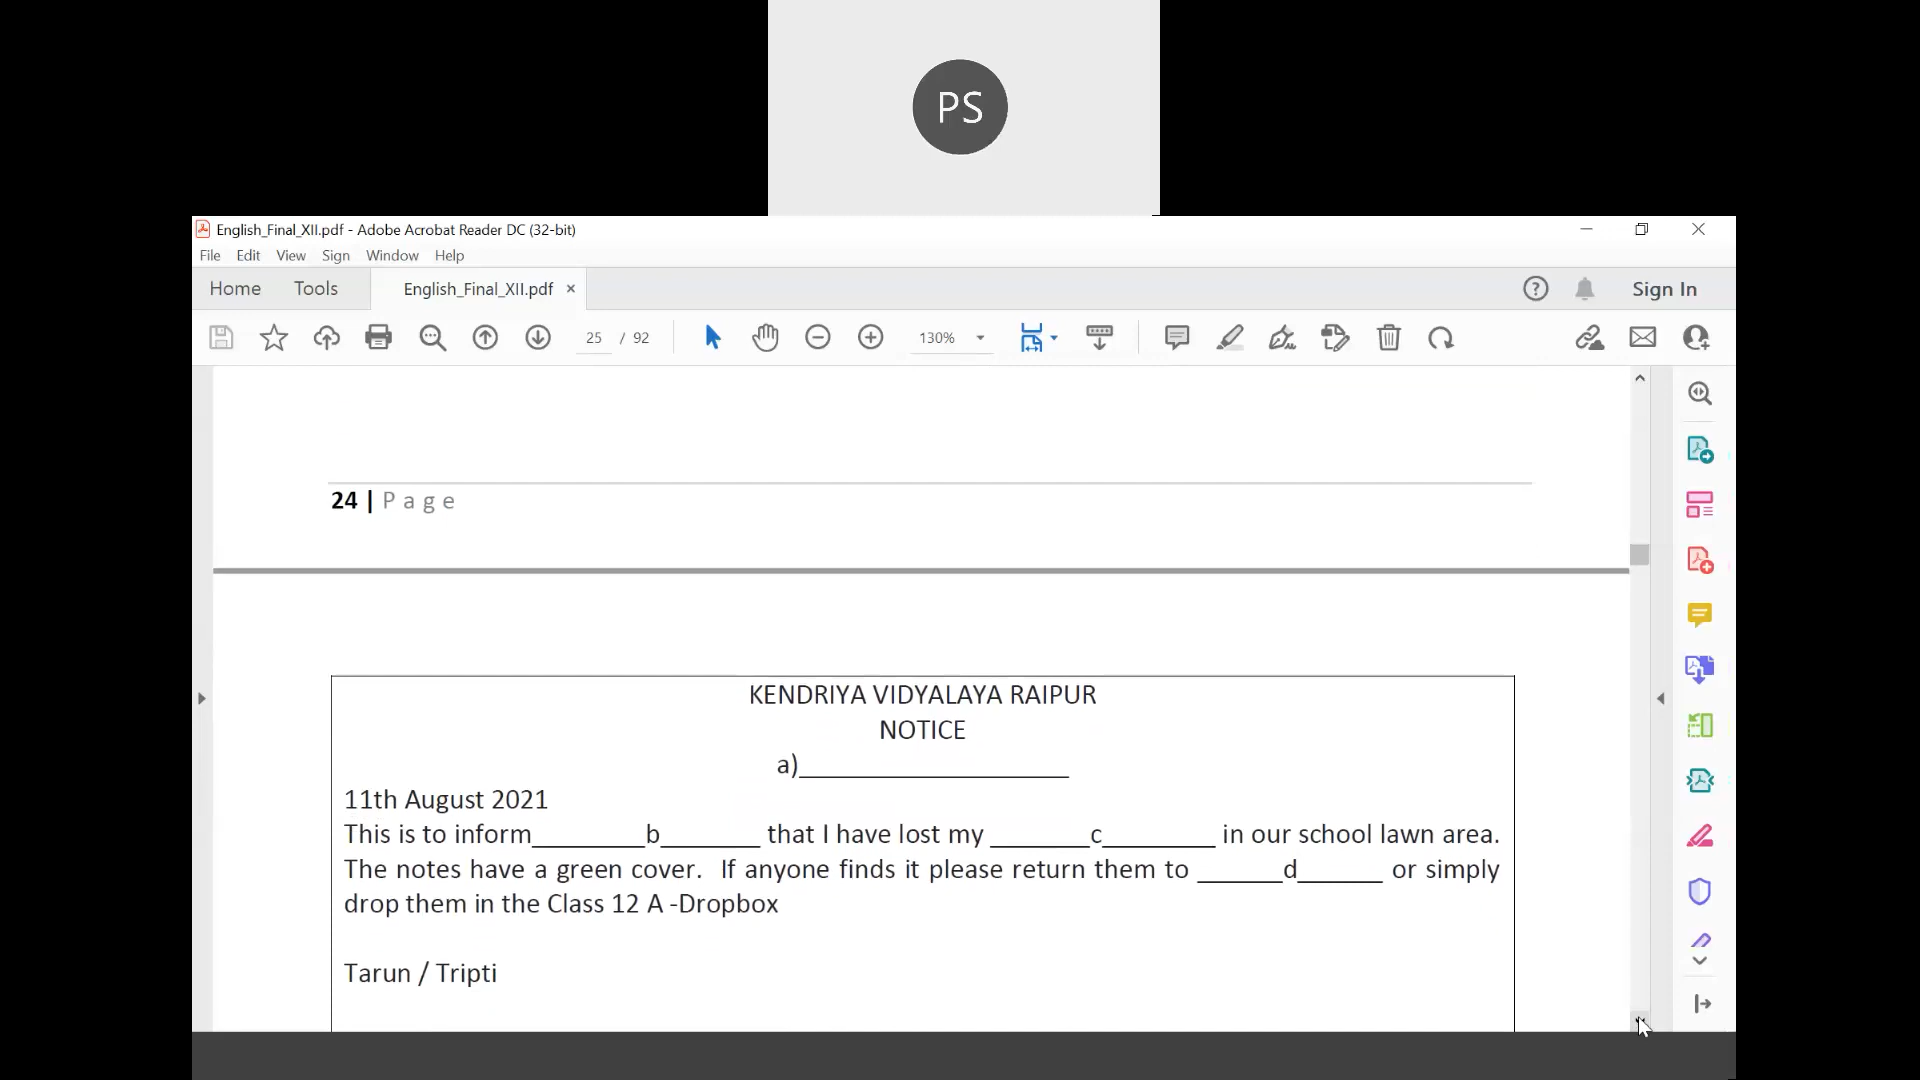 PS
English_Final_XII.pdf - Adobe Acrobat Reader DC (32-bit)
File Edit View Sign Window Help
Home Tools English_Final_XII.pdf × Sign In
25 / 92 130%
24 | P a g e
KENDRIYA VIDYALAYA RAIPUR
NOTICE
a)____________________
11th August 2021
This is to inform________b_______ that I have lost my _______c________ in our school lawn area.
The notes have a green cover. If anyone finds it please return them to ______d______ or simply
drop them in the Class 12 A -Dropbox
Tarun / Tripti